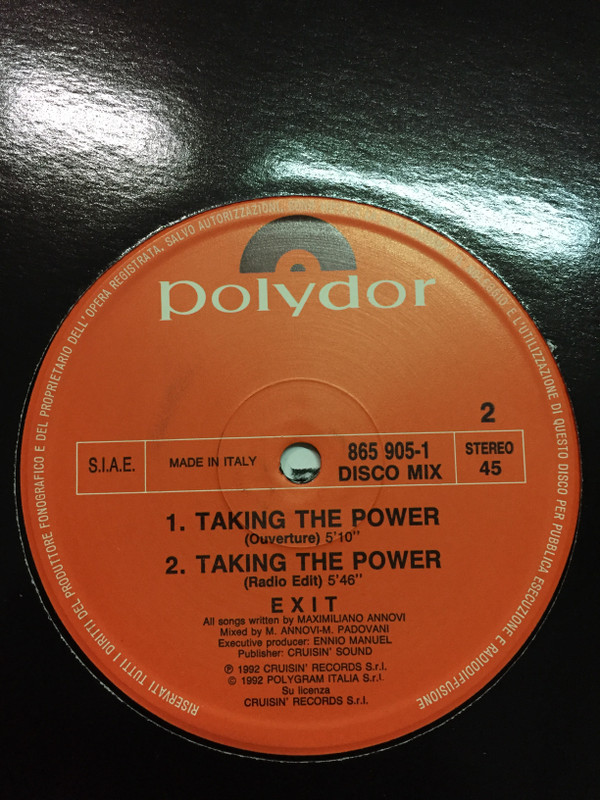 polydor
2
S.I.A.E.
MADE IN ITALY
865 905-1
DISCO MIX
STEREO
45
1. TAKING THE POWER
(Ouverture) 5'10"
2. TAKING THE POWER
(Radio Edit) 5'46"
EXIT
All songs written by MAXIMILIANO ANNOVI
Mixed by M. ANNOVI-M. PADOVANI
Executive producer: ENNIO MANUEL
Publisher: CRUISIN' SOUND
℗ 1992 CRUISIN' RECORDS S.r.l.
© 1992 POLYGRAM ITALIA S.r.l.
Su licenza
CRUISIN' RECORDS S.r.l.
RISERVATI TUTTI I DIRITTI DEL PRODUTTORE FONOGRAFICO E DEL PROPRIETARIO DELL'OPERA REGISTRATA. SALVO AUTORIZZAZIONE, E L'UTILIZZAZIONE DI QUESTO DISCO PER PUBBLICA ESECUZIONE E RADIODIFFUSIONE